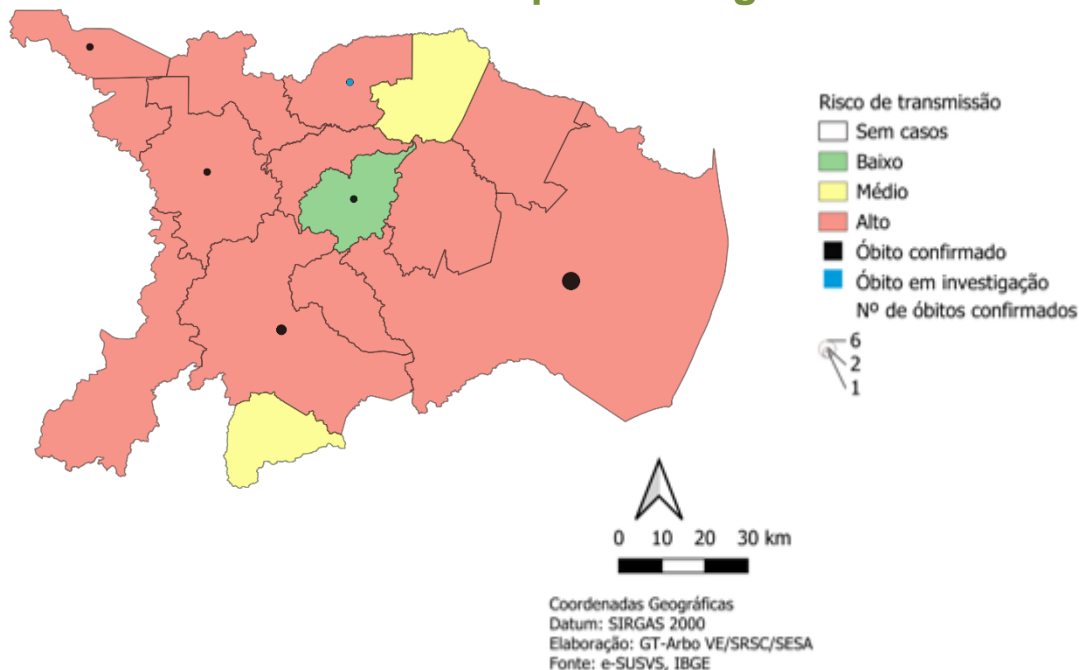 Risco de transmissão
Sem casos
Baixo
Médio
Alto
Óbito confirmado
Óbito em investigação
Nº de óbitos confirmados
6
2
1
0 10 20 30 km
Coordenadas Geográficas
Datum: SIRGAS 2000
Elaboração: GT-Arbo VE/SRSC/SESA
Fonte: e-SUSVS, IBGE